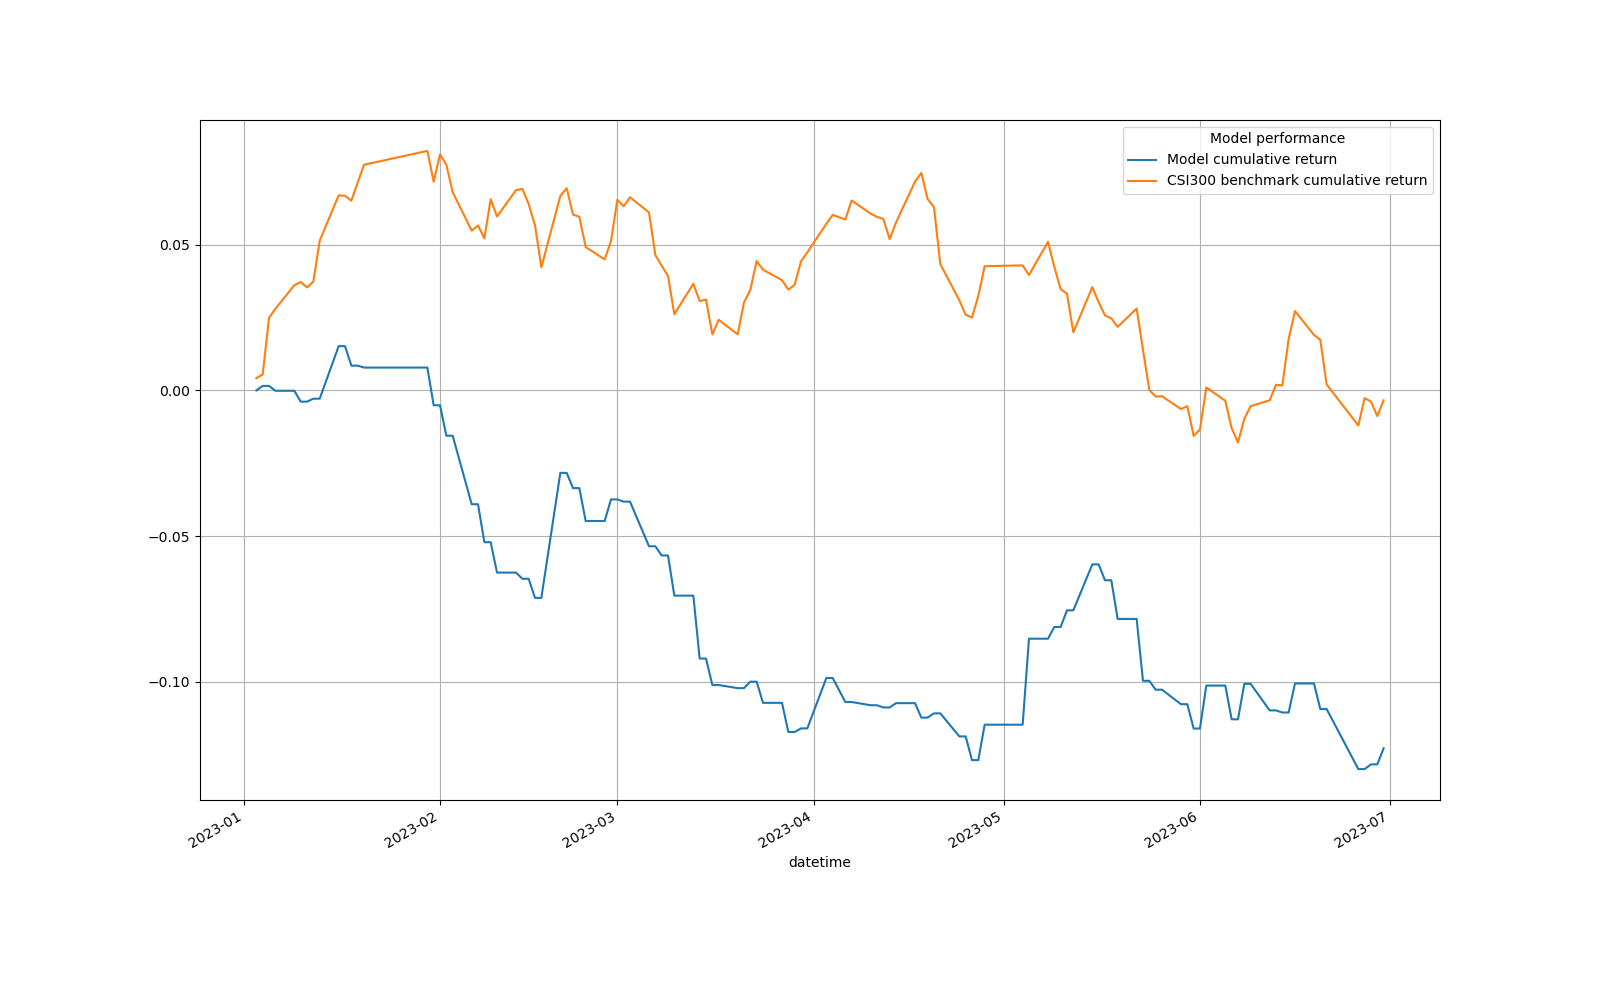 Model performance
Model cumulative return
CSI300 benchmark cumulative return
0.05
0.00
−0.05
−0.10
2023-01
2023-02
2023-03
2023-04
2023-05
2023-06
2023-07
datetime